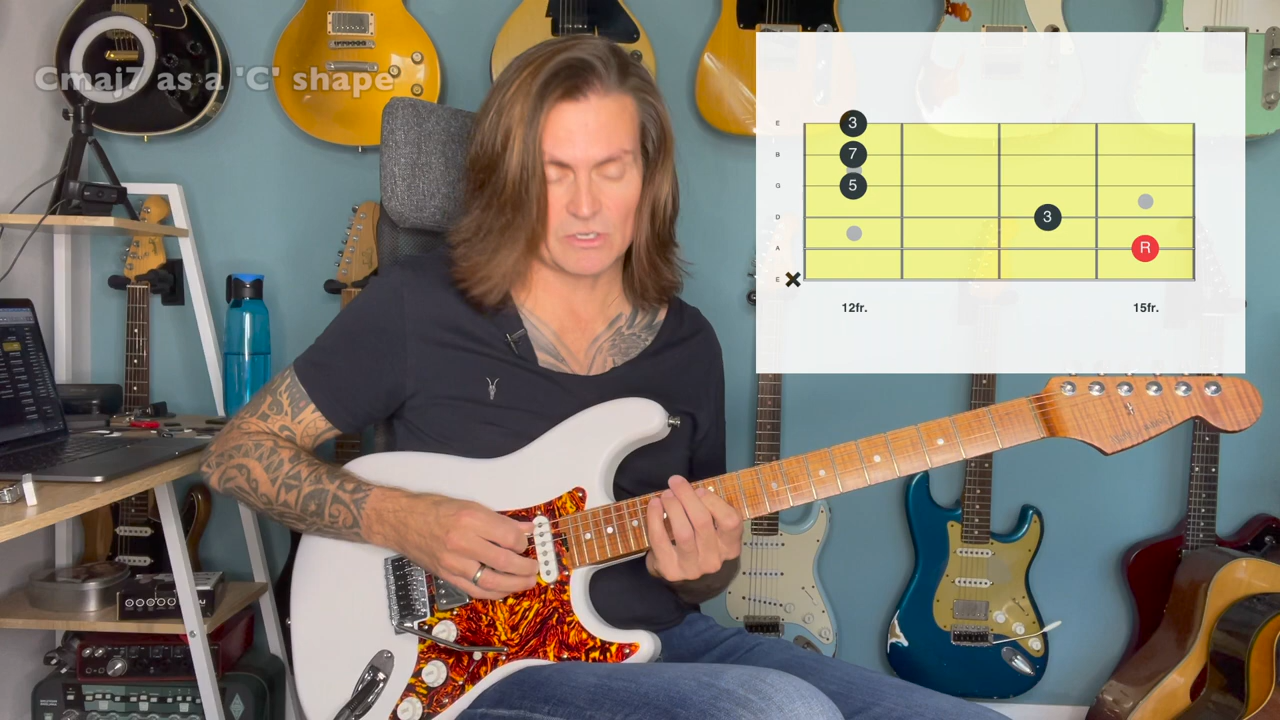 Cmaj7 as a 'C' shape
E 3
B 7
G 5
D 3
A R
E ✖
12fr. 15fr.